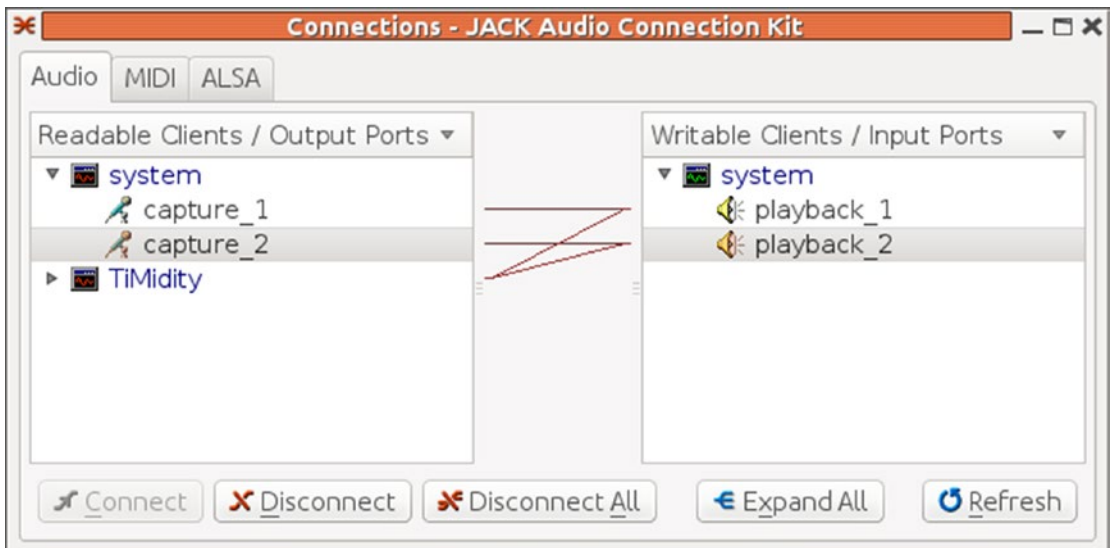 Connections - JACK Audio Connection Kit
Audio MIDI ALSA
Readable Clients / Output Ports Writable Clients / Input Ports
system system
capture_1 playback_1
capture_2 playback_2
TiMidity
Connect Disconnect Disconnect All Expand All Refresh